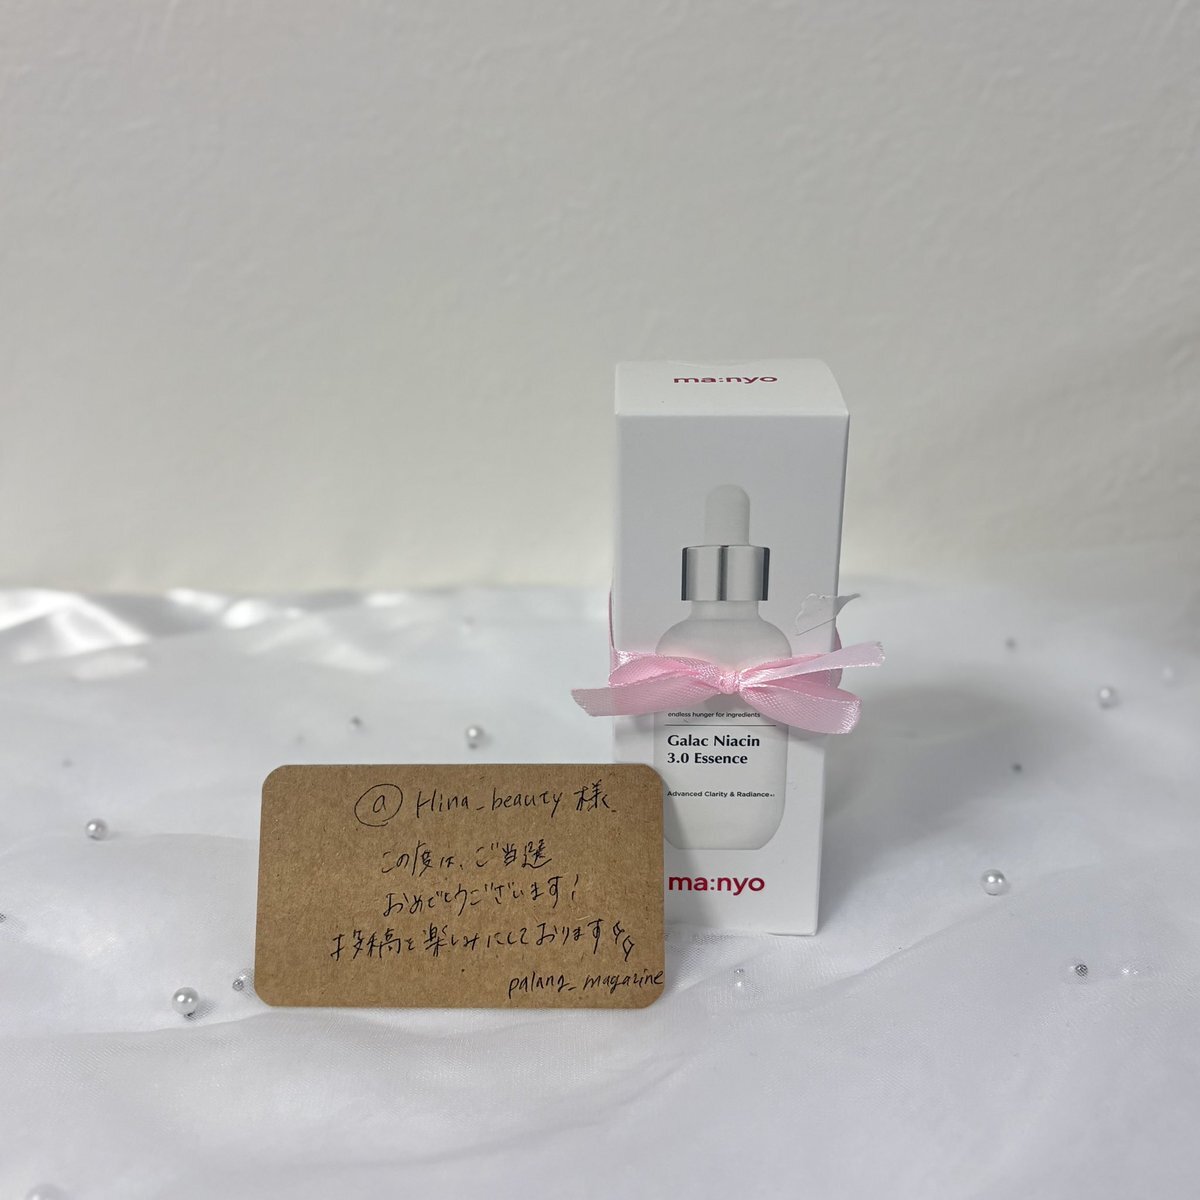 ma:nyo
endless hunger for ingredients
Galac Niacin
3.0 Essence
Advanced Clarity & Radiance
ma:nyo
@ Hina_beauty 様
この度は、ご当選
おめでとうございます!
投稿を楽しみにしております
palang_magazine